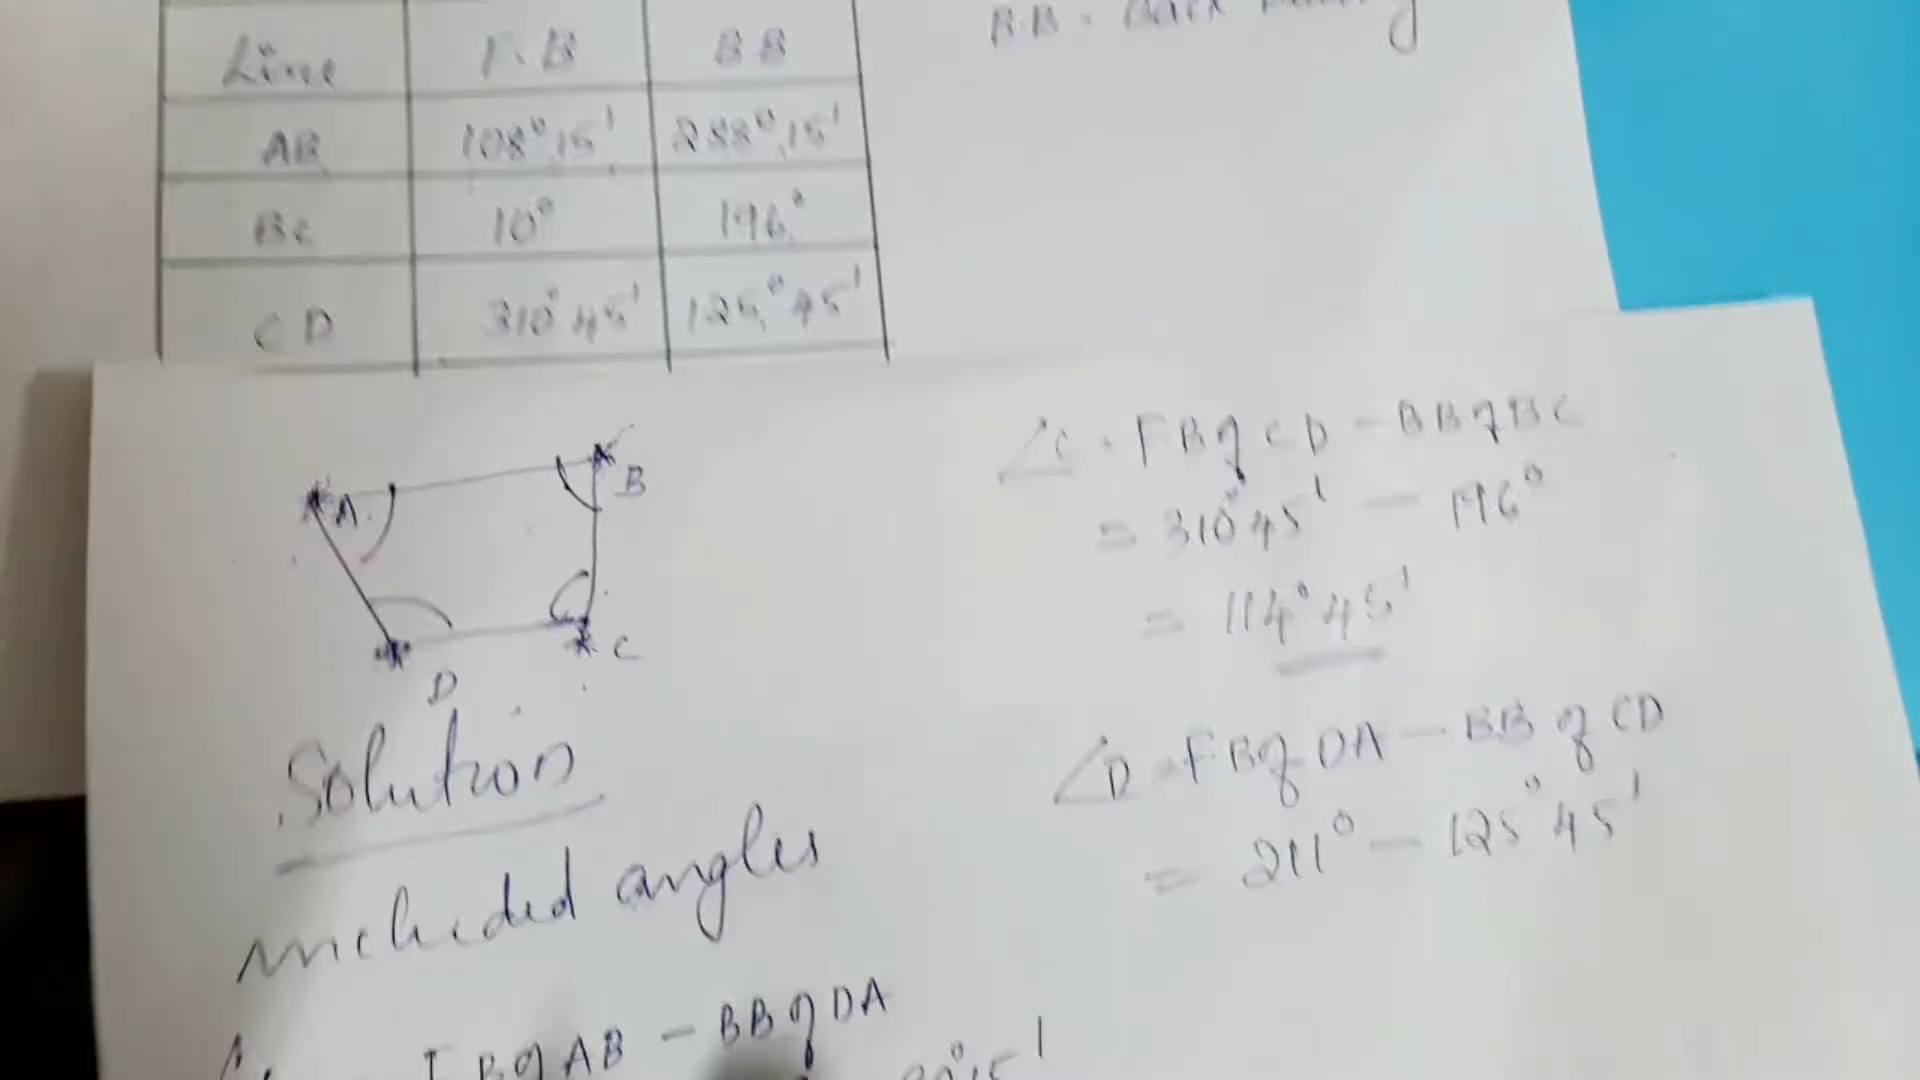 B.B. Back
Line F.B BB
AB 108° 15' 288° 15'
BC 10° 196°
CD 310° 45' 125° 45'
A
B
C
D
Solution
included angles
FB of AB - BB of DA
∠C = FB of CD - BB of BC
= 310° 45' - 196°
= 114° 45'
∠D = FB of DA - BB of CD
= 211° - 125° 45'